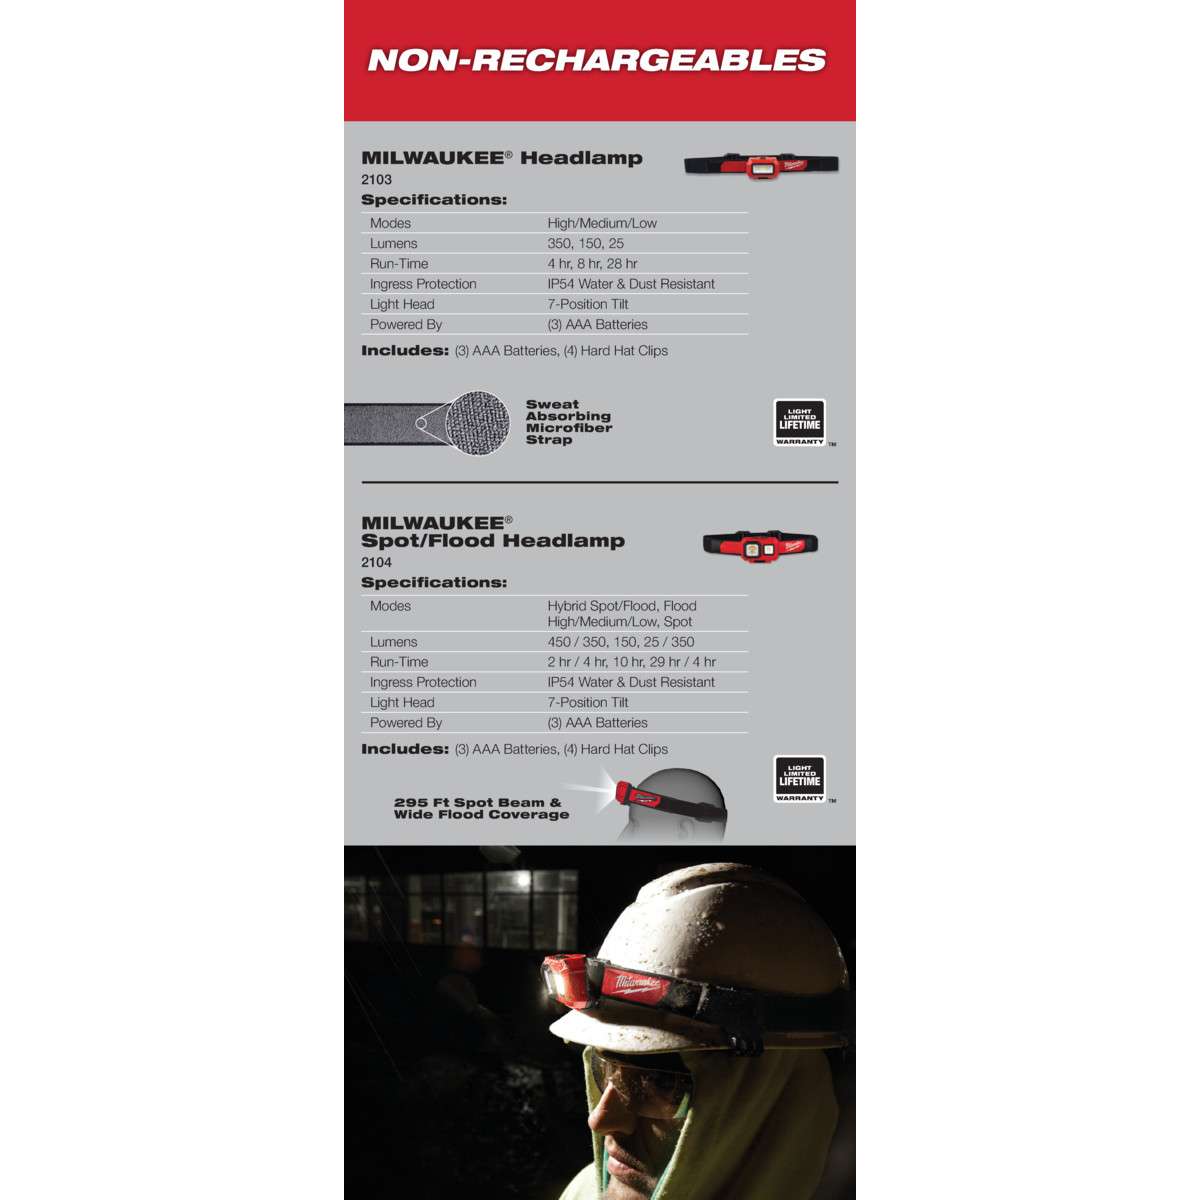 NON-RECHARGEABLES
MILWAUKEE® Headlamp
2103
Specifications:
Modes High/Medium/Low
Lumens 350, 150, 25
Run-Time 4 hr, 8 hr, 28 hr
Ingress Protection IP54 Water & Dust Resistant
Light Head 7-Position Tilt
Powered By (3) AAA Batteries
Includes: (3) AAA Batteries, (4) Hard Hat Clips
Sweat
Absorbing
Microfiber
Strap
LIGHT
LIMITED
LIFETIME
WARRANTY ™
MILWAUKEE®
Spot/Flood Headlamp
2104
Specifications:
Modes Hybrid Spot/Flood, Flood
High/Medium/Low, Spot
Lumens 450 / 350, 150, 25 / 350
Run-Time 2 hr / 4 hr, 10 hr, 29 hr / 4 hr
Ingress Protection IP54 Water & Dust Resistant
Light Head 7-Position Tilt
Powered By (3) AAA Batteries
Includes: (3) AAA Batteries, (4) Hard Hat Clips
295 Ft Spot Beam &
Wide Flood Coverage
LIGHT
LIMITED
LIFETIME
WARRANTY ™
Milwaukee